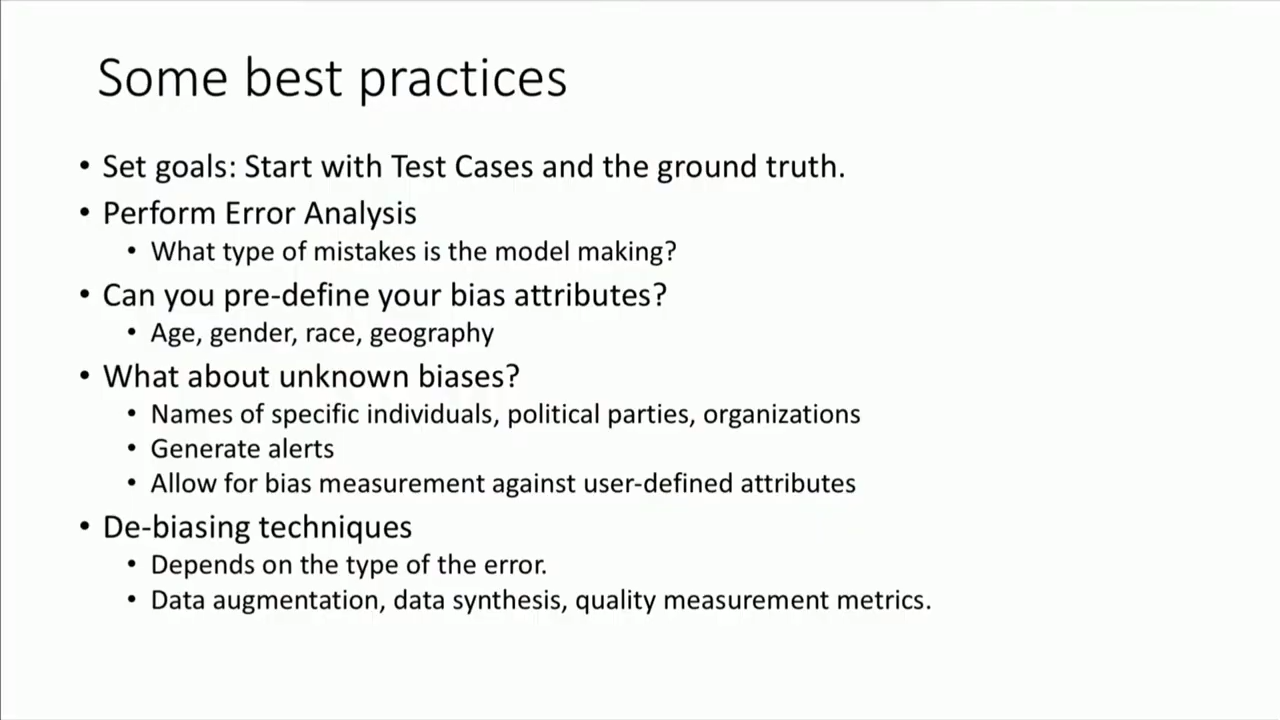 Some best practices
• Set goals: Start with Test Cases and the ground truth.
• Perform Error Analysis
• What type of mistakes is the model making?
• Can you pre-define your bias attributes?
• Age, gender, race, geography
• What about unknown biases?
• Names of specific individuals, political parties, organizations
• Generate alerts
• Allow for bias measurement against user-defined attributes
• De-biasing techniques
• Depends on the type of the error.
• Data augmentation, data synthesis, quality measurement metrics.